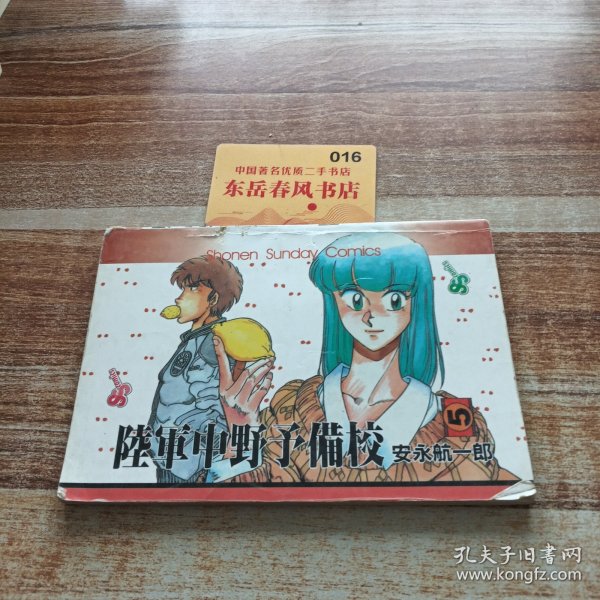 016
中国著名优质二手书店
东岳春风书店
Shonen Sunday Comics
陸軍中野予備校
安永航一郎
5
孔夫子旧書网
www.kongfz.com